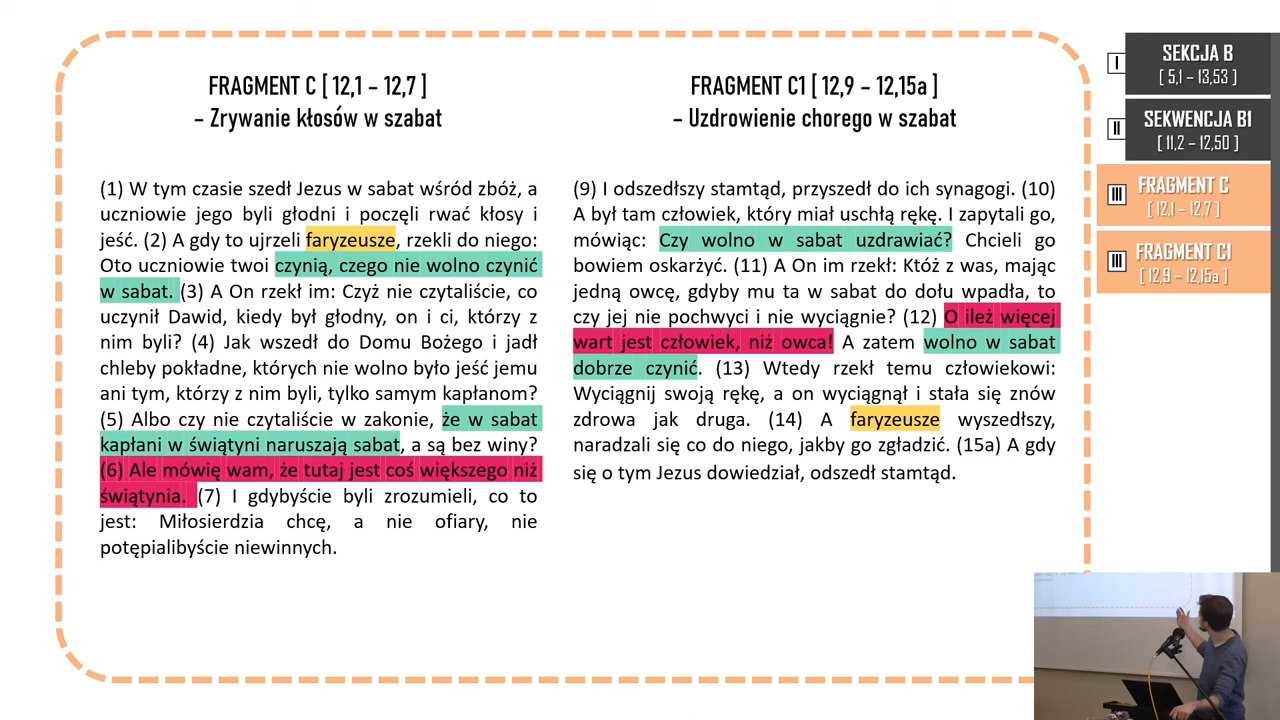 FRAGMENT C [ 12,1 – 12,7 ]
– Zrywanie kłosów w szabat
(1) W tym czasie szedł Jezus w sabat wśród zbóż, a
uczniowie jego byli głodni i poczęli rwać kłosy i
jeść. (2) A gdy to ujrzeli faryzeusze, rzekli do niego:
Oto uczniowie twoi czynią, czego nie wolno czynić
w sabat. (3) A On rzekł im: Czyż nie czytaliście, co
uczynił Dawid, kiedy był głodny, on i ci, którzy z
nim byli? (4) Jak wszedł do Domu Bożego i jadł
chleby pokładne, których nie wolno było jeść jemu
ani tym, którzy z nim byli, tylko samym kapłanom?
(5) Albo czy nie czytaliście w zakonie, że w sabat
kapłani w świątyni naruszają sabat, a są bez winy?
(6) Ale mówię wam, że tutaj jest coś większego niż
świątynia. (7) I gdybyście byli zrozumieli, co to
jest: Miłosierdzia chcę, a nie ofiary, nie
potępialibyście niewinnych.
FRAGMENT C1 [ 12,9 – 12,15a ]
– Uzdrowienie chorego w szabat
(9) I odszedłszy stamtąd, przyszedł do ich synagogi. (10)
A był tam człowiek, który miał uschłą rękę. I zapytali go,
mówiąc: Czy wolno w sabat uzdrawiać? Chcieli go
bowiem oskarżyć. (11) A On im rzekł: Któż z was, mając
jedną owcę, gdyby mu ta w sabat do dołu wpadła, to
czy jej nie pochwyci i nie wyciągnie? (12) O ileż więcej
wart jest człowiek, niż owca! A zatem wolno w sabat
dobrze czynić. (13) Wtedy rzekł temu człowiekowi:
Wyciągnij swoją rękę, a on wyciągnął i stała się znów
zdrowa jak druga. (14) A faryzeusze wyszedłszy,
naradzali się co do niego, jakby go zgładzić. (15a) A gdy
się o tym Jezus dowiedział, odszedł stamtąd.
I
SEKCJA B
[ 5,1 – 13,53 ]
II
SEKWENCJA B1
[ 11,2 – 12,50 ]
III
FRAGMENT C
[ 12,1 – 12,7 ]
III
FRAGMENT C1
[ 12,9 – 12,15a ]